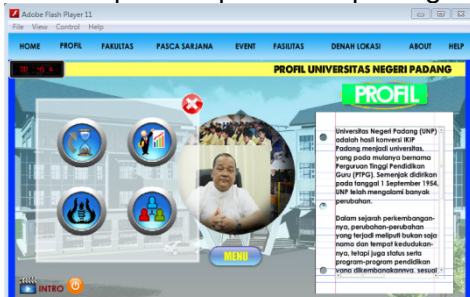 Adobe Flash Player 11
File View Control Help
HOME PROFIL FAKULTAS PASCA SARJANA EVENT FASILITAS DENAH LOKASI ABOUT HELP
PROFIL UNIVERSITAS NEGERI PADANG
PROFIL
Universitas Negeri Padang (UNP)
adalah hasil konversi IKIP
Padang menjadi universitas,
yang pada mulanya bernama
Perguruan Tinggi Pendidikan
Guru (PTPG). Semenjak didirikan
pada tanggal 1 September 1954,
UNP telah mengalami banyak
perubahan.
Dalam sejarah perkembangan-
nya, perubahan-perubahan
yang terjadi meliputi bukan saja
nama dan tempat kedudukan-
nya, tetapi juga status serta
program-program pendidikan
yang dikembangkannya, sesuai
MENU
INTRO